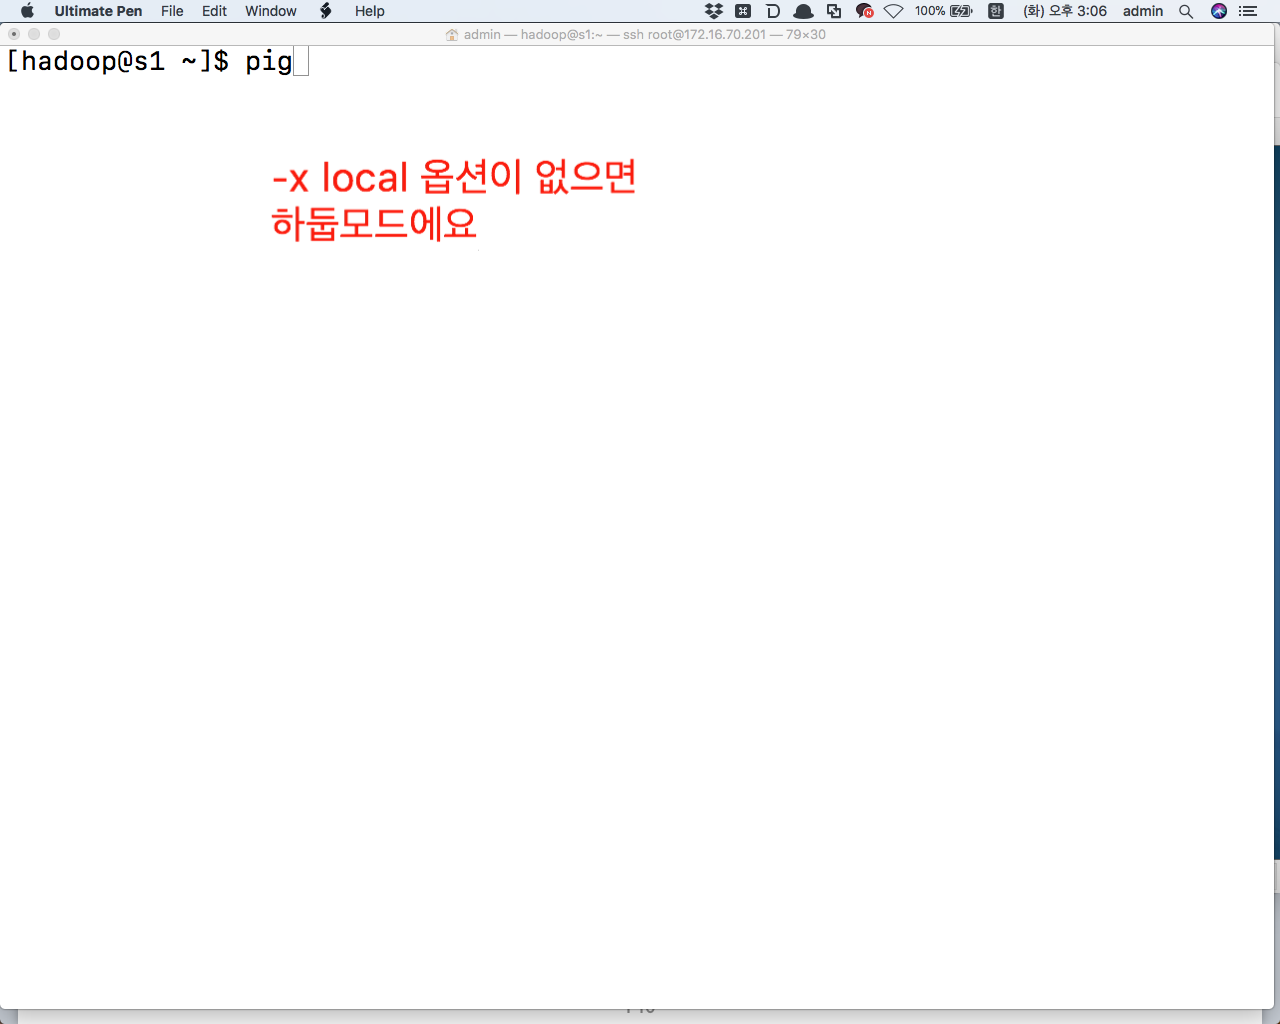 Ultimate Pen File Edit Window Help 100% 한 (화) 오후 3:06 admin
admin — hadoop@s1:~ — ssh root@172.16.70.201 — 79×30
[hadoop@s1 ~]$ pig
-x local 옵션이 없으면
하둡모드에요